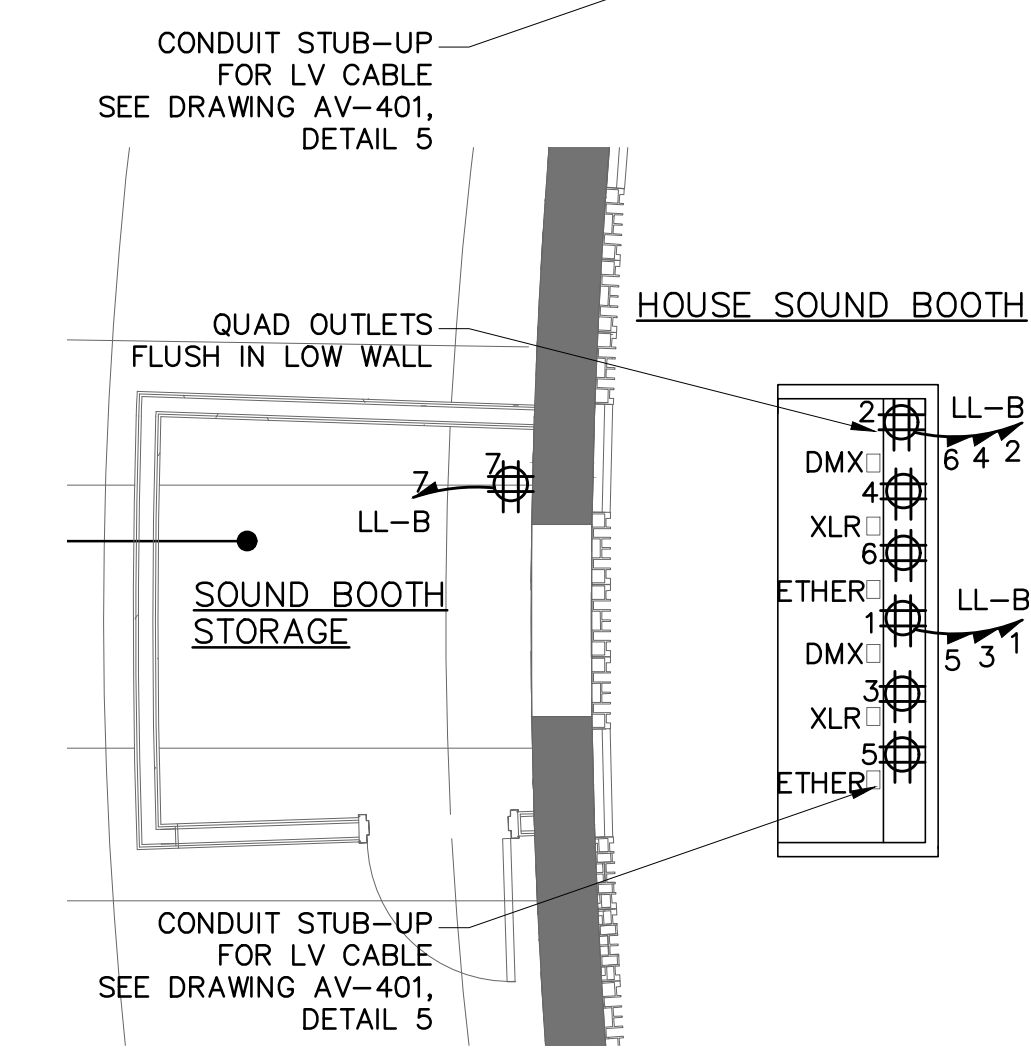 CONDUIT STUB-UP
FOR LV CABLE
SEE DRAWING AV-401,
DETAIL 5
HOUSE SOUND BOOTH
QUAD OUTLETS
FLUSH IN LOW WALL
2
LL-B
6 4 2
DMX
4
XLR
6
ETHER
1
LL-B
5 3 1
DMX
3
XLR
5
ETHER
7
7
LL-B
SOUND BOOTH
STORAGE
CONDUIT STUB-UP
FOR LV CABLE
SEE DRAWING AV-401,
DETAIL 5